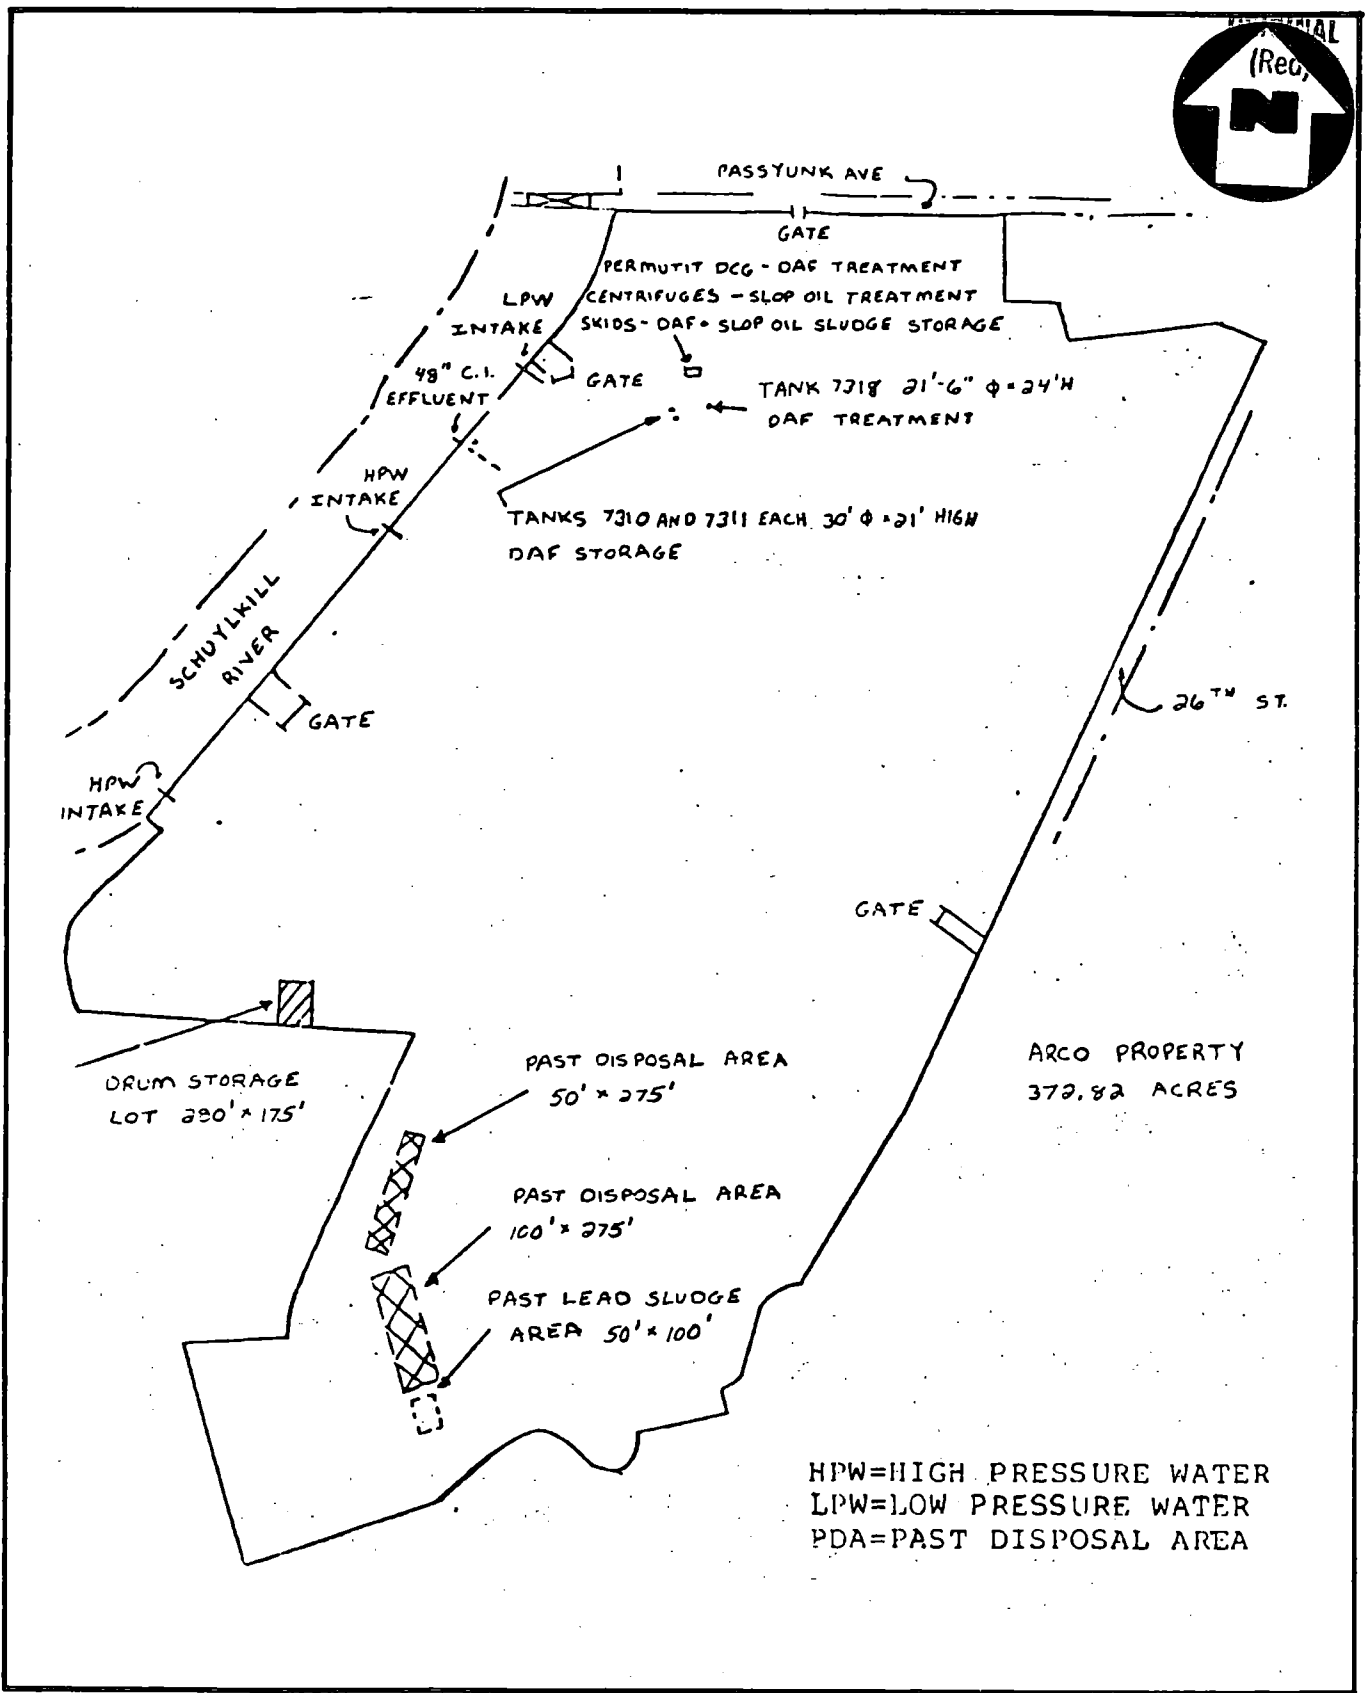 (Red)
N
PASSYUNK AVE
GATE
PERMUTIT DCG - DAF TREATMENT
CENTRIFUGES - SLOP OIL TREATMENT
SKIDS - DAF - SLOP OIL SLUDGE STORAGE
LPW
INTAKE
GATE
48" C.I.
EFFLUENT
TANK 7318 21'-6" φ × 24'H
DAF TREATMENT
HPW
INTAKE
TANKS 7310 AND 7311 EACH 30' φ × 21' HIGH
DAF STORAGE
SCHUYLKILL
RIVER
GATE
26TH ST.
HPW
INTAKE
GATE
DRUM STORAGE
LOT 230' × 175'
PAST DISPOSAL AREA
50' × 275'
ARCO PROPERTY
372.82 ACRES
PAST DISPOSAL AREA
100' × 275'
PAST LEAD SLUDGE
AREA 50' × 100'
HPW=HIGH PRESSURE WATER
LPW=LOW PRESSURE WATER
PDA=PAST DISPOSAL AREA